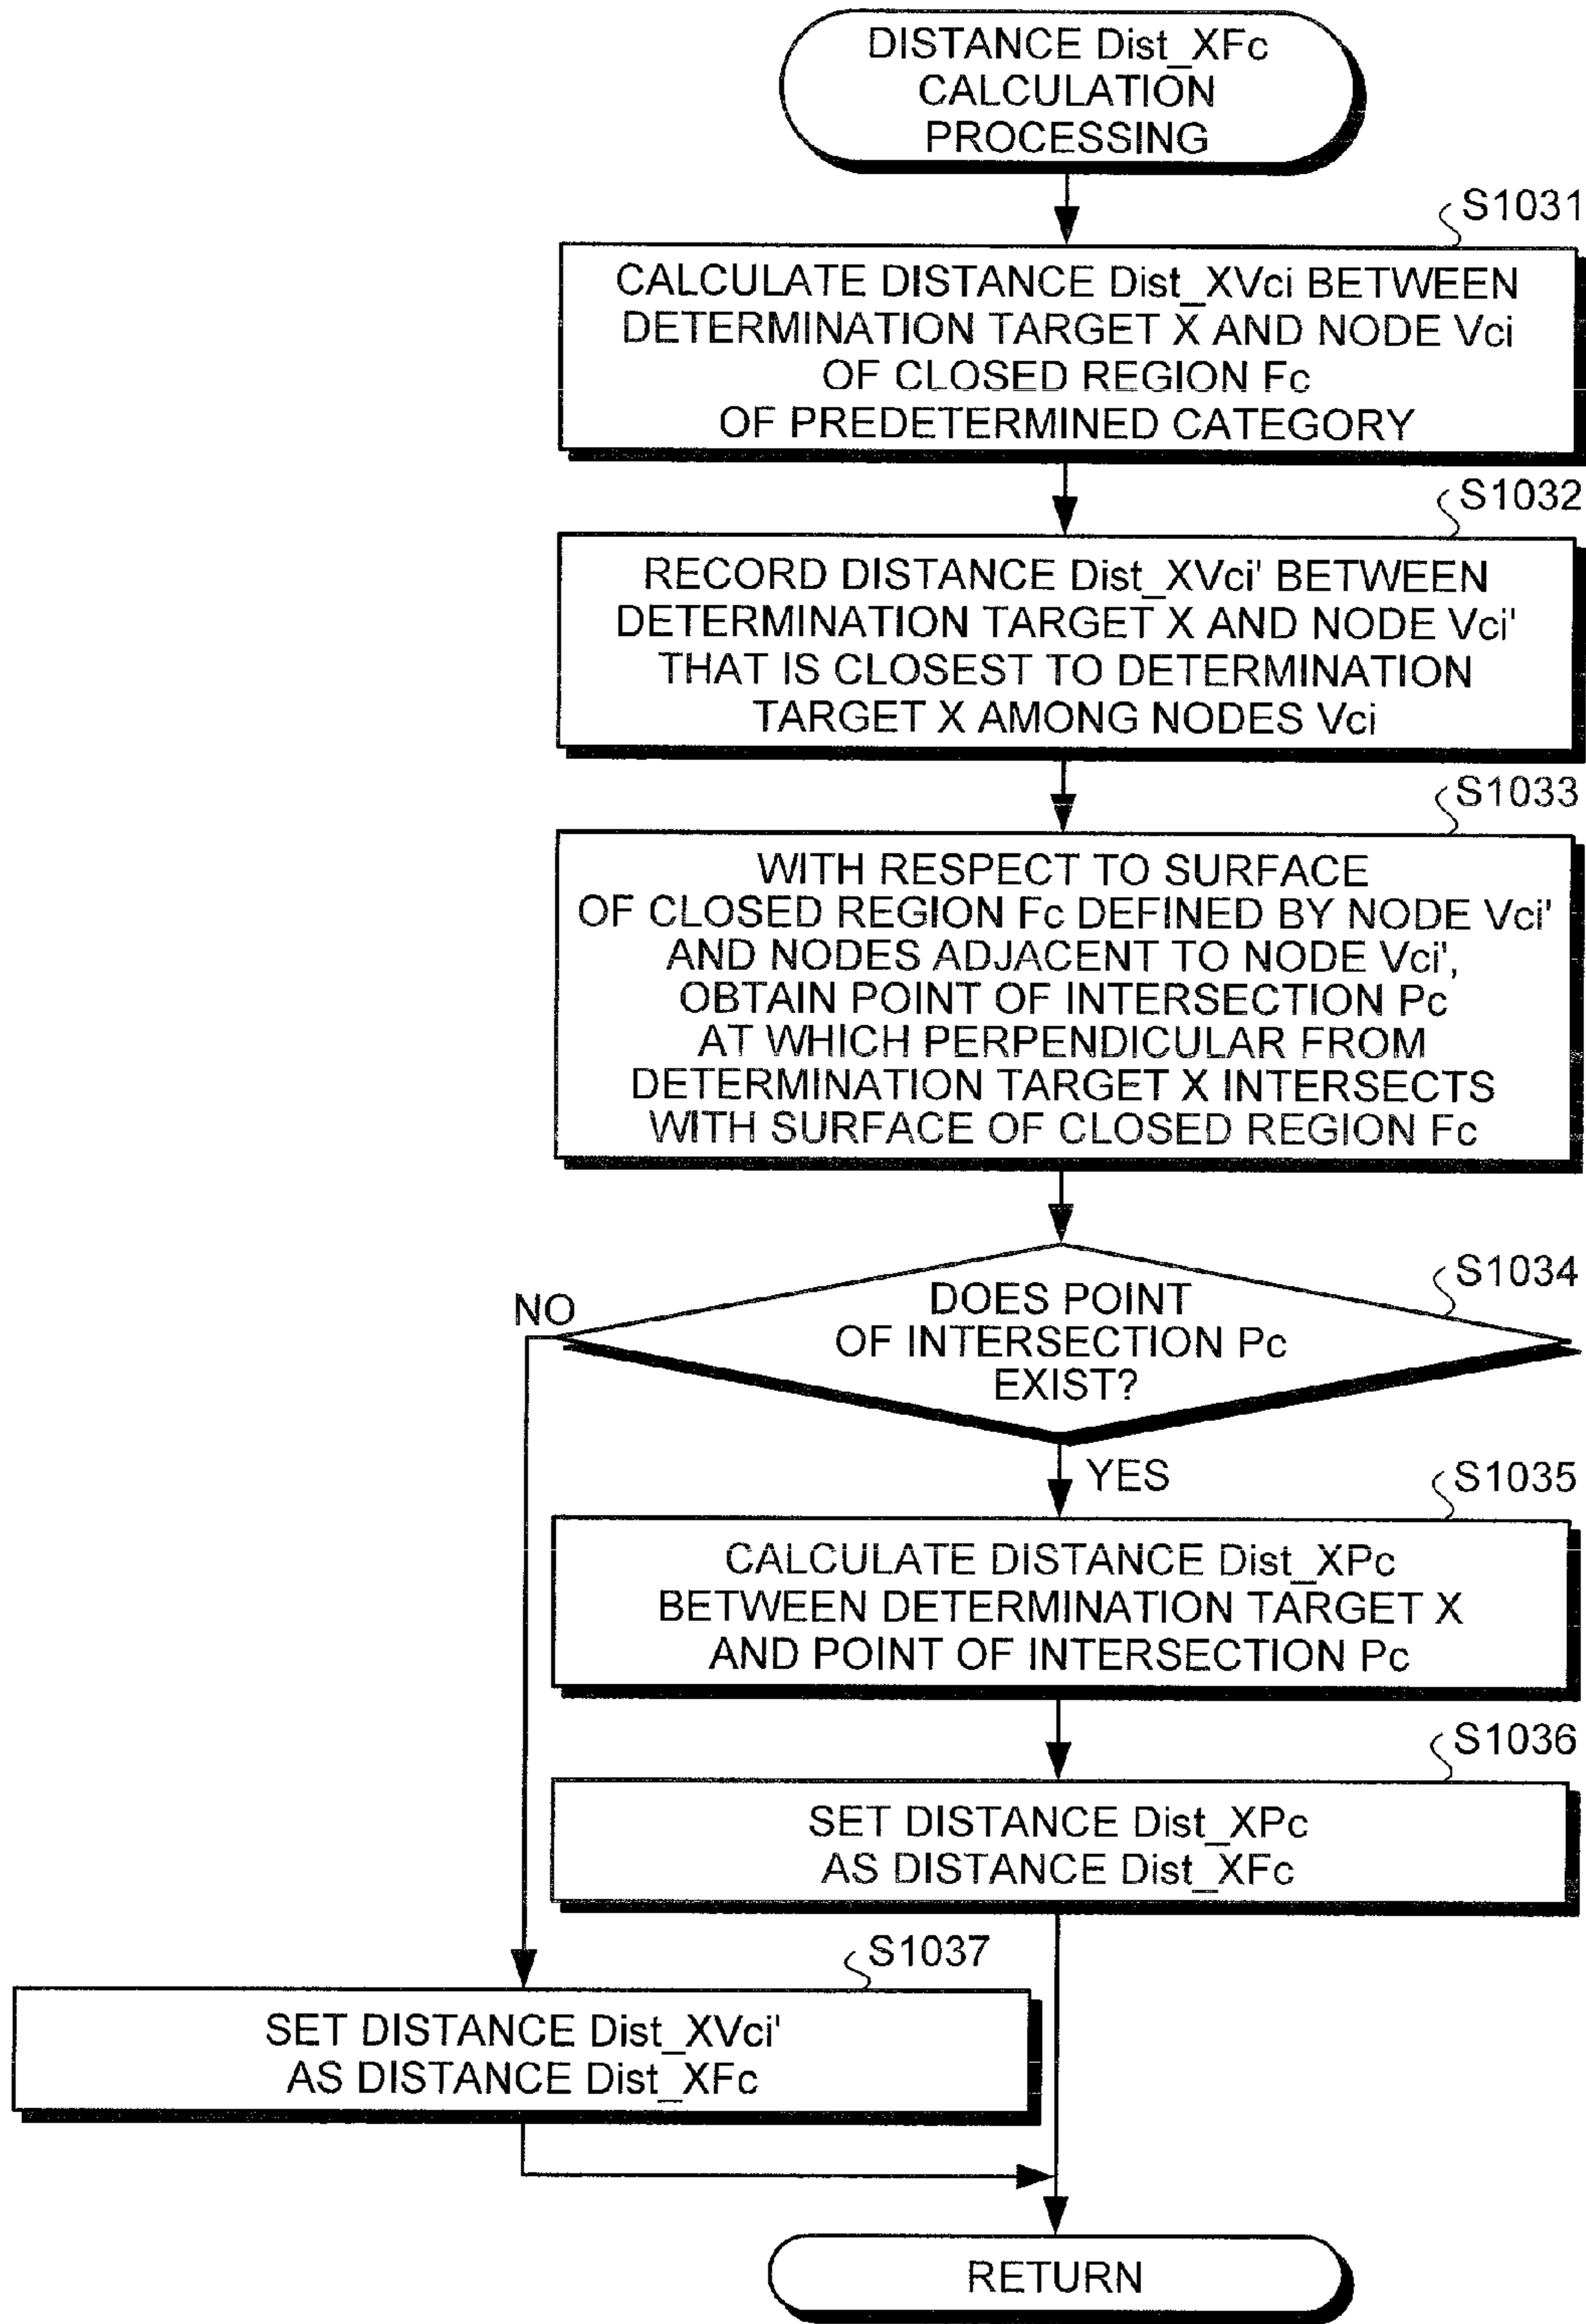 DISTANCE Dist_XFc
CALCULATION
PROCESSING
S1031
CALCULATE DISTANCE Dist_XVci BETWEEN
DETERMINATION TARGET X AND NODE Vci
OF CLOSED REGION Fc
OF PREDETERMINED CATEGORY
S1032
RECORD DISTANCE Dist_XVci' BETWEEN
DETERMINATION TARGET X AND NODE Vci'
THAT IS CLOSEST TO DETERMINATION
TARGET X AMONG NODES Vci
S1033
WITH RESPECT TO SURFACE
OF CLOSED REGION Fc DEFINED BY NODE Vci'
AND NODES ADJACENT TO NODE Vci',
OBTAIN POINT OF INTERSECTION Pc
AT WHICH PERPENDICULAR FROM
DETERMINATION TARGET X INTERSECTS
WITH SURFACE OF CLOSED REGION Fc
S1034
DOES POINT
OF INTERSECTION Pc
EXIST?
NO
YES
S1035
CALCULATE DISTANCE Dist_XPc
BETWEEN DETERMINATION TARGET X
AND POINT OF INTERSECTION Pc
S1036
SET DISTANCE Dist_XPc
AS DISTANCE Dist_XFc
S1037
SET DISTANCE Dist_XVci'
AS DISTANCE Dist_XFc
RETURN